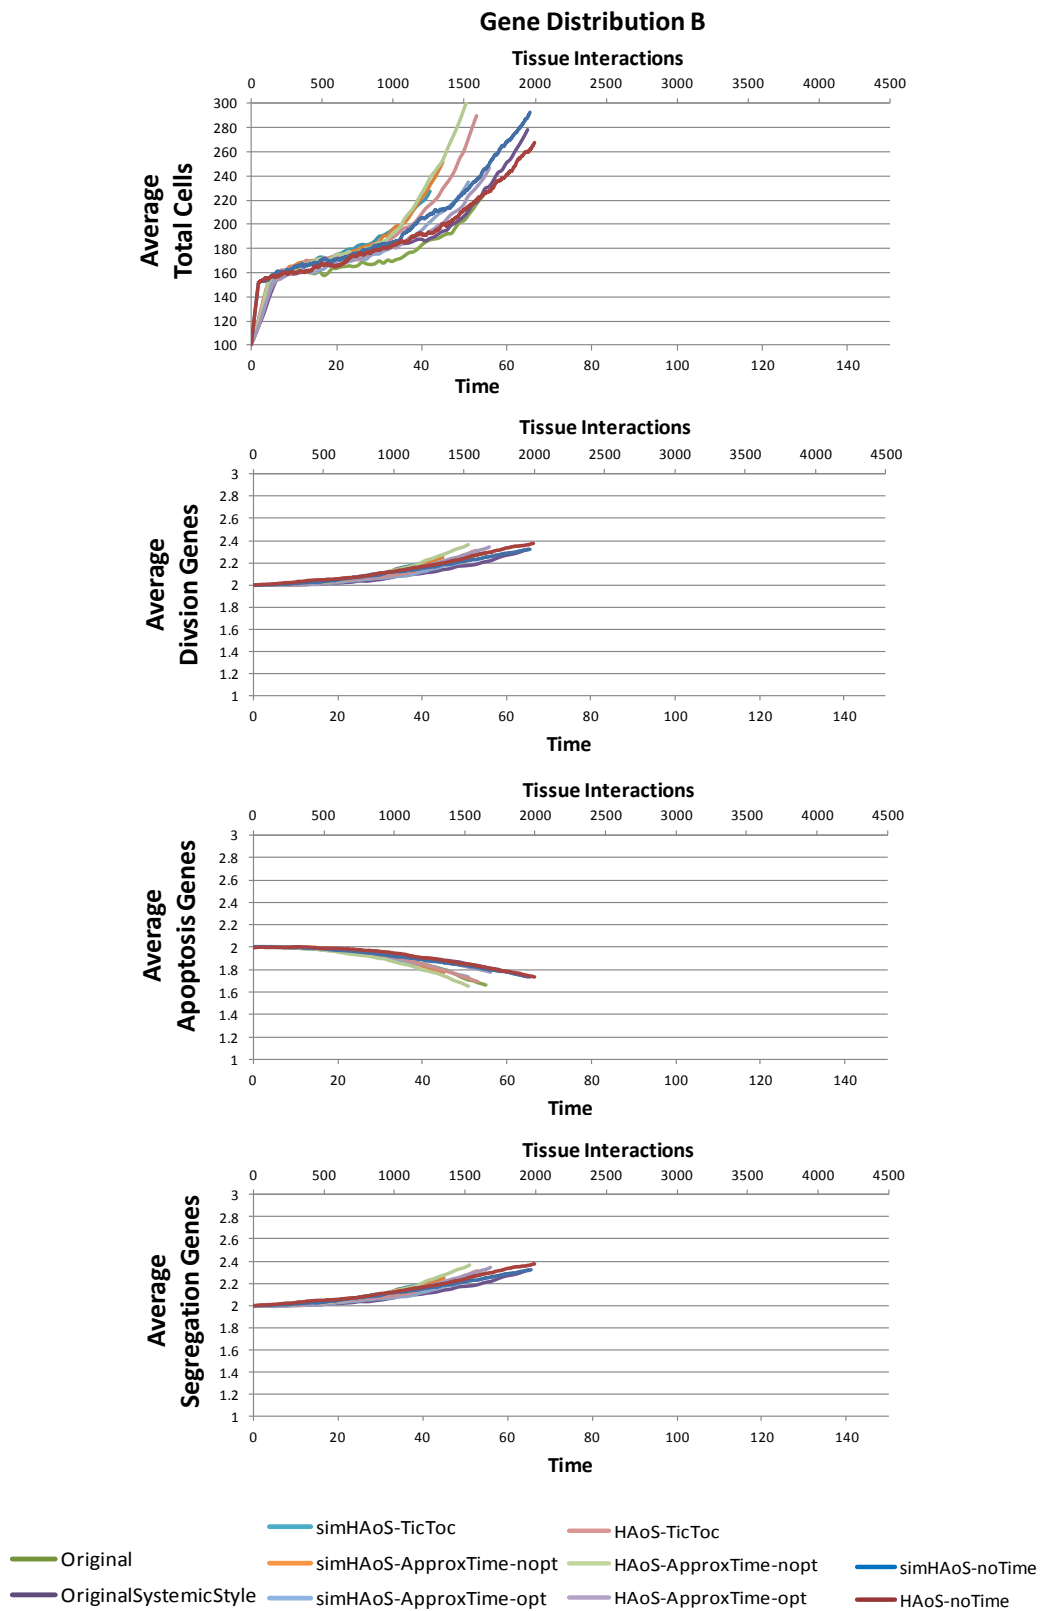 Gene Distribution B
Tissue Interactions
0 500 1000 1500 2000 2500 3000 3500 4000 4500
300
280
260
240
220
200
180
160
140
120
100
Average
Total Cells
0 20 40 60 80 100 120 140
Time
Tissue Interactions
0 500 1000 1500 2000 2500 3000 3500 4000 4500
3
2.8
2.6
2.4
2.2
2
1.8
1.6
1.4
1.2
1
Average
Divsion Genes
0 20 40 60 80 100 120 140
Time
Tissue Interactions
0 500 1000 1500 2000 2500 3000 3500 4000 4500
3
2.8
2.6
2.4
2.2
2
1.8
1.6
1.4
1.2
1
Average
Apoptosis Genes
0 20 40 60 80 100 120 140
Time
Tissue Interactions
0 500 1000 1500 2000 2500 3000 3500 4000 4500
3
2.8
2.6
2.4
2.2
2
1.8
1.6
1.4
1.2
1
Average
Segregation Genes
0 20 40 60 80 100 120 140
Time
simHAoS-TicToc HAoS-TicToc
Original simHAoS-ApproxTime-nopt HAoS-ApproxTime-nopt simHAoS-noTime
OriginalSystemicStyle simHAoS-ApproxTime-opt HAoS-ApproxTime-opt HAoS-noTime